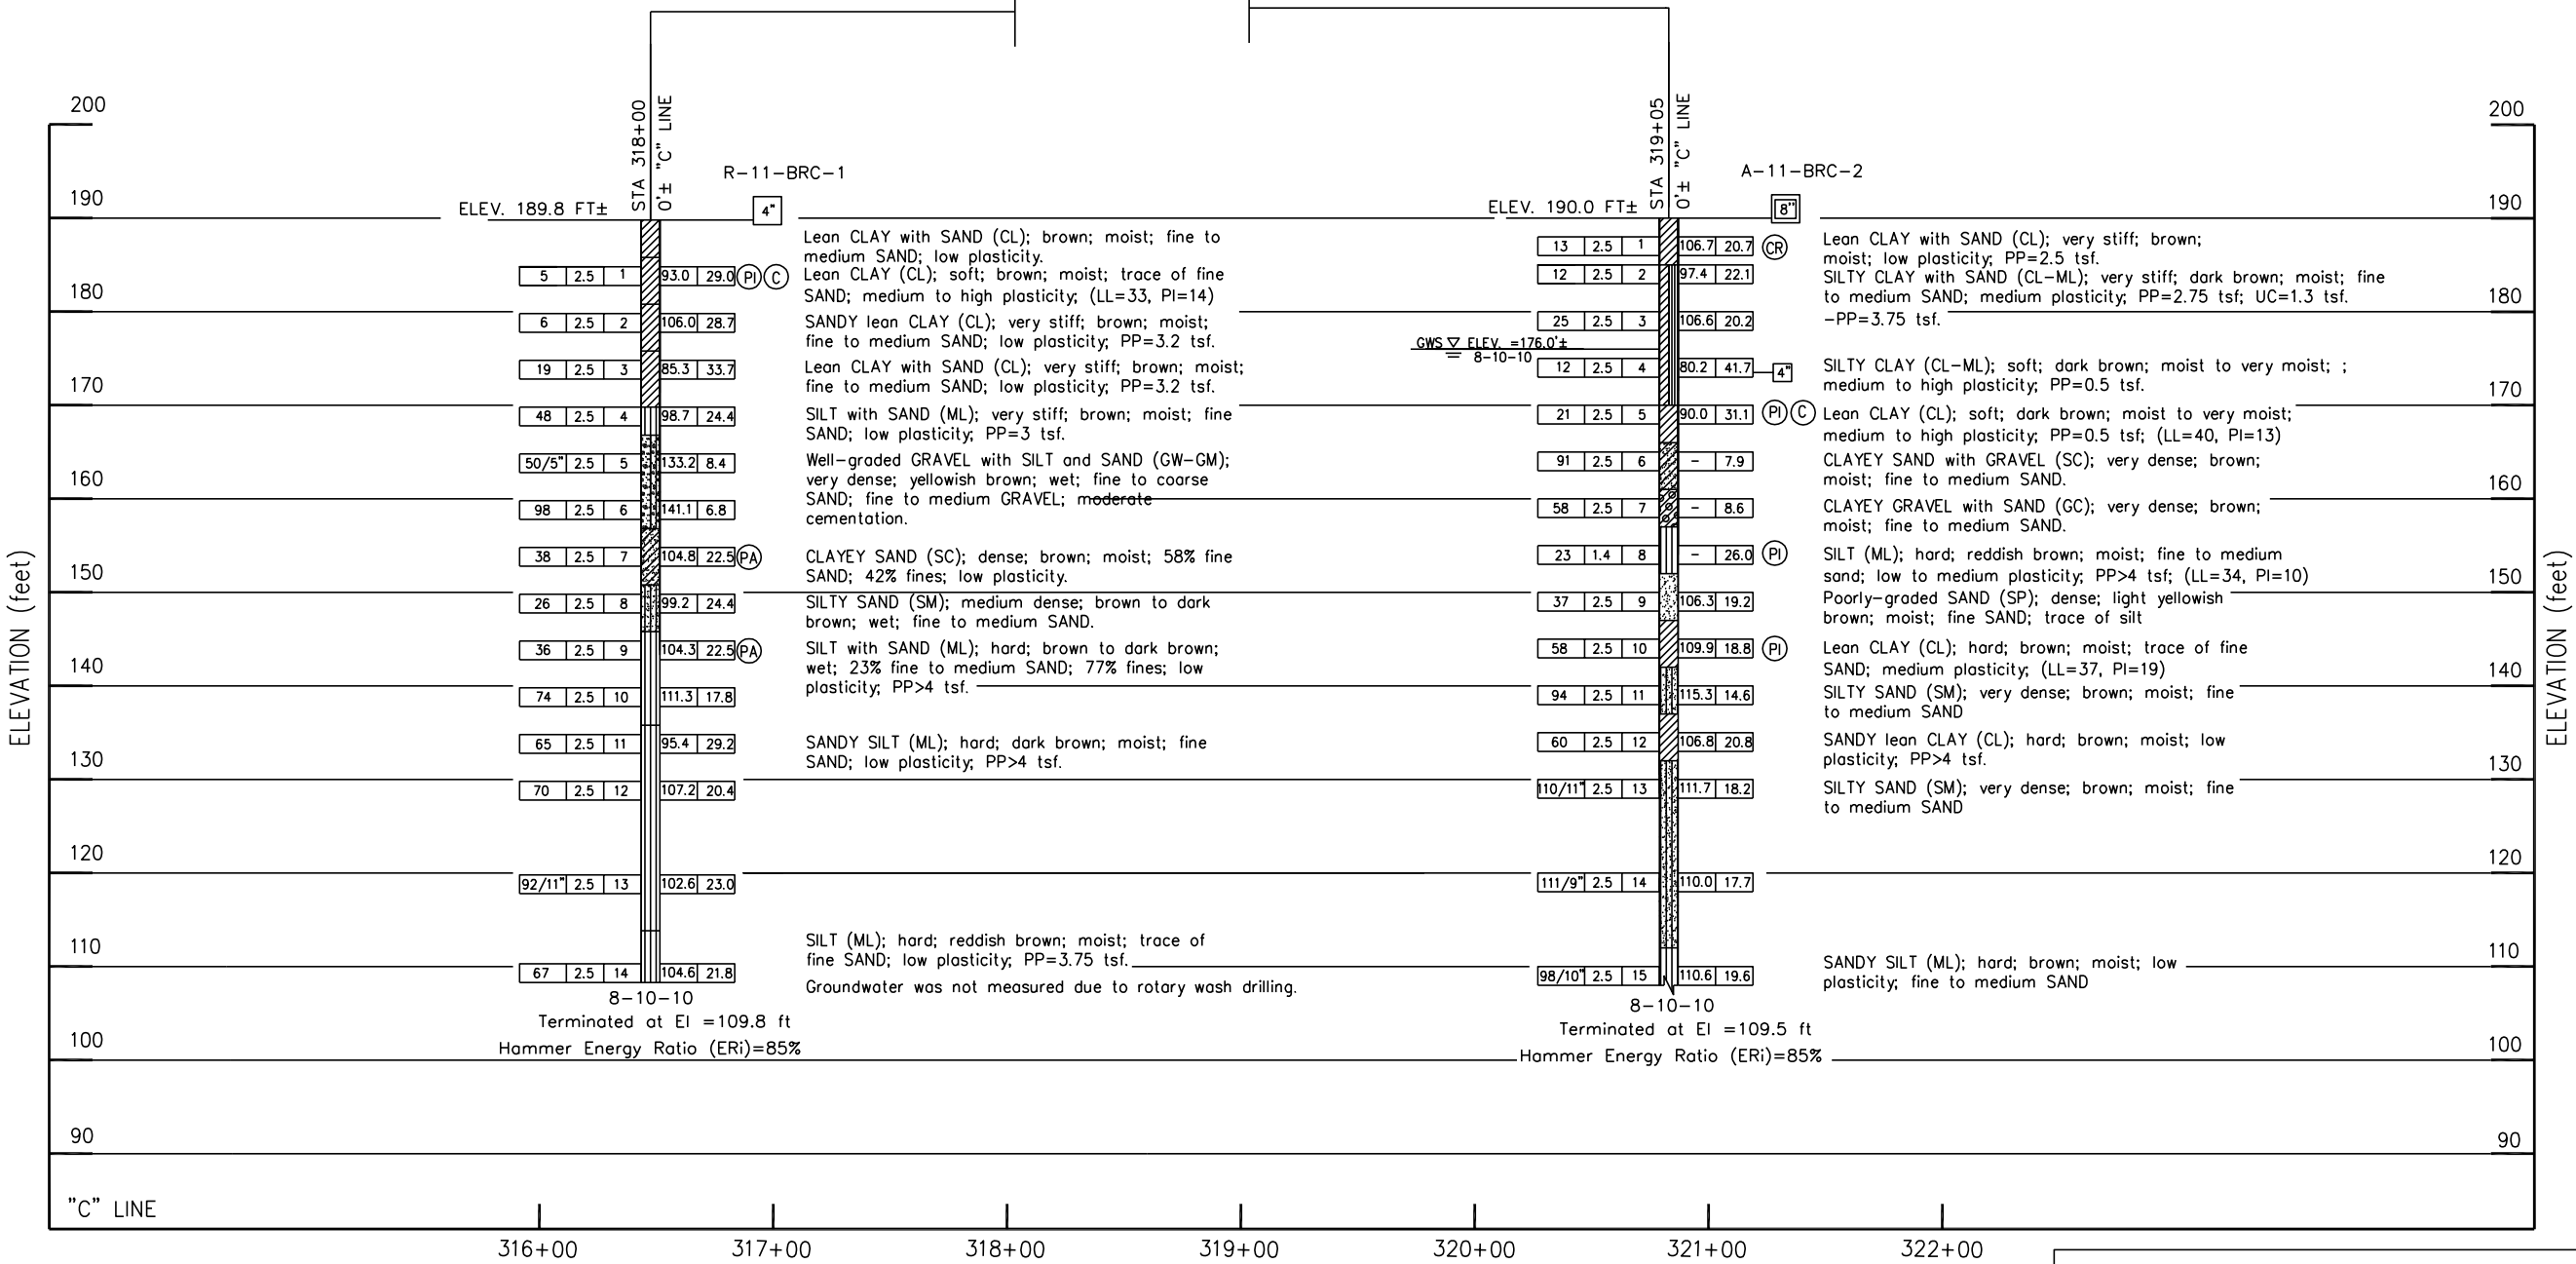 STA 318+00
0'± "C" LINE
R-11-BRC-1
ELEV. 189.8 FT±
4"
Lean CLAY with SAND (CL); brown; moist; fine to
medium SAND; low plasticity.
5 2.5 1 93.0 29.0 PI C
Lean CLAY (CL); soft; brown; moist; trace of fine
SAND; medium to high plasticity; (LL=33, PI=14)
6 2.5 2 106.0 28.7
SANDY lean CLAY (CL); very stiff; brown; moist;
fine to medium SAND; low plasticity; PP=3.2 tsf.
19 2.5 3 85.3 33.7
Lean CLAY with SAND (CL); very stiff; brown; moist;
fine to medium SAND; low plasticity; PP=3.2 tsf.
48 2.5 4 98.7 24.4
SILT with SAND (ML); very stiff; brown; moist; fine
SAND; low plasticity; PP=3 tsf.
50/5" 2.5 5 133.2 8.4
Well-graded GRAVEL with SILT and SAND (GW-GM);
very dense; yellowish brown; wet; fine to coarse
SAND; fine to medium GRAVEL; moderate
cementation.
98 2.5 6 141.1 6.8
38 2.5 7 104.8 22.5 PA
CLAYEY SAND (SC); dense; brown; moist; 58% fine
SAND; 42% fines; low plasticity.
26 2.5 8 99.2 24.4
SILTY SAND (SM); medium dense; brown to dark
brown; wet; fine to medium SAND.
36 2.5 9 104.3 22.5 PA
SILT with SAND (ML); hard; brown to dark brown;
wet; 23% fine to medium SAND; 77% fines; low
plasticity; PP>4 tsf.
74 2.5 10 111.3 17.8
65 2.5 11 95.4 29.2
SANDY SILT (ML); hard; dark brown; moist; fine
SAND; low plasticity; PP>4 tsf.
70 2.5 12 107.2 20.4
92/11" 2.5 13 102.6 23.0
SILT (ML); hard; reddish brown; moist; trace of
fine SAND; low plasticity; PP=3.75 tsf.
67 2.5 14 104.6 21.8
Groundwater was not measured due to rotary wash drilling.
8-10-10
Terminated at El =109.8 ft
Hammer Energy Ratio (ERi)=85%
STA 319+05
0'± "C" LINE
A-11-BRC-2
ELEV. 190.0 FT±
8"
13 2.5 1 106.7 20.7 CR
Lean CLAY with SAND (CL); very stiff; brown;
moist; low plasticity; PP=2.5 tsf.
12 2.5 2 97.4 22.1
SILTY CLAY with SAND (CL-ML); very stiff; dark brown; moist; fine
to medium SAND; medium plasticity; PP=2.75 tsf; UC=1.3 tsf.
25 2.5 3 106.6 20.2
-PP=3.75 tsf.
GWS ELEV. =176.0'±
8-10-10
12 2.5 4 80.2 41.7 4"
SILTY CLAY (CL-ML); soft; dark brown; moist to very moist; ;
medium to high plasticity; PP=0.5 tsf.
21 2.5 5 90.0 31.1 PI C
Lean CLAY (CL); soft; dark brown; moist to very moist;
medium to high plasticity; PP=0.5 tsf; (LL=40, PI=13)
91 2.5 6 - 7.9
CLAYEY SAND with GRAVEL (SC); very dense; brown;
moist; fine to medium SAND.
58 2.5 7 - 8.6
CLAYEY GRAVEL with SAND (GC); very dense; brown;
moist; fine to medium SAND.
23 1.4 8 - 26.0 PI
SILT (ML); hard; reddish brown; moist; fine to medium
sand; low to medium plasticity; PP>4 tsf; (LL=34, PI=10)
37 2.5 9 106.3 19.2
Poorly-graded SAND (SP); dense; light yellowish
brown; moist; fine SAND; trace of silt
58 2.5 10 109.9 18.8 PI
Lean CLAY (CL); hard; brown; moist; trace of fine
SAND; medium plasticity; (LL=37, PI=19)
94 2.5 11 115.3 14.6
SILTY SAND (SM); very dense; brown; moist; fine
to medium SAND
60 2.5 12 106.8 20.8
SANDY lean CLAY (CL); hard; brown; moist; low
plasticity; PP>4 tsf.
110/11" 2.5 13 111.7 18.2
SILTY SAND (SM); very dense; brown; moist; fine
to medium SAND
111/9" 2.5 14 110.0 17.7
98/10" 2.5 15 110.6 19.6
SANDY SILT (ML); hard; brown; moist; low
plasticity; fine to medium SAND
8-10-10
Terminated at El =109.5 ft
Hammer Energy Ratio (ERi)=85%
ELEVATION (feet)
200
190
180
170
160
150
140
130
120
110
100
90
200
190
180
170
160
150
140
130
120
110
100
90
ELEVATION (feet)
"C" LINE
316+00 317+00 318+00 319+00 320+00 321+00 322+00